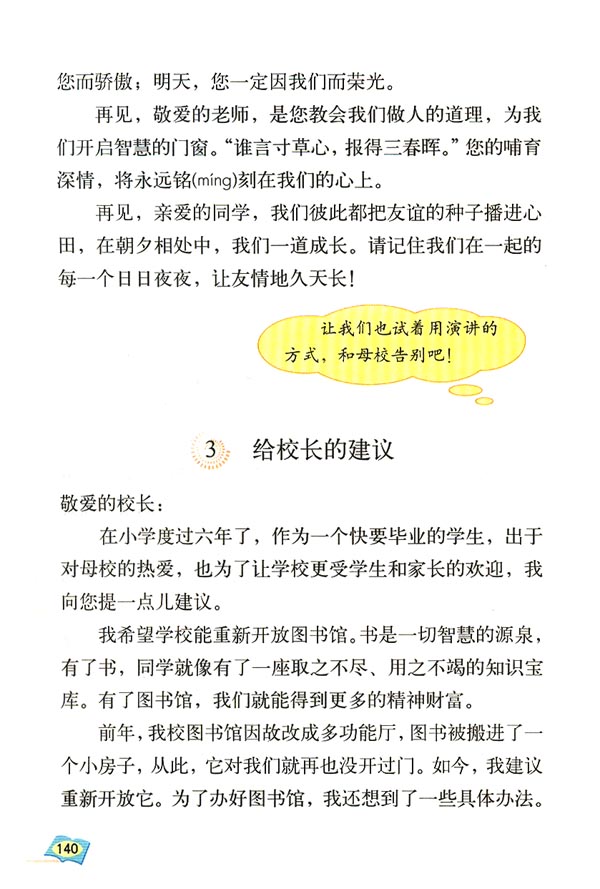 您而骄傲；明天，您一定因我们而荣光。
再见，敬爱的老师，是您教会我们做人的道理，为我
们开启智慧的门窗。“谁言寸草心，报得三春晖。”您的哺育
深情，将永远铭(míng)刻在我们的心上。
再见，亲爱的同学，我们彼此都把友谊的种子播进心
田，在朝夕相处中，我们一道成长。请记住我们在一起的
每一个日日夜夜，让友情地久天长！
让我们也试着用演讲的
方式，和母校告别吧！
3 给校长的建议
敬爱的校长：
在小学度过六年了，作为一个快要毕业的学生，出于
对母校的热爱，也为了让学校更受学生和家长的欢迎，我
向您提一点儿建议。
我希望学校能重新开放图书馆。书是一切智慧的源泉，
有了书，同学就像有了一座取之不尽、用之不竭的知识宝
库。有了图书馆，我们就能得到更多的精神财富。
前年，我校图书馆因故改成多功能厅，图书被搬进了一
个小房子，从此，它对我们就再也没开过门。如今，我建议
重新开放它。为了办好图书馆，我还想到了一些具体办法。
140